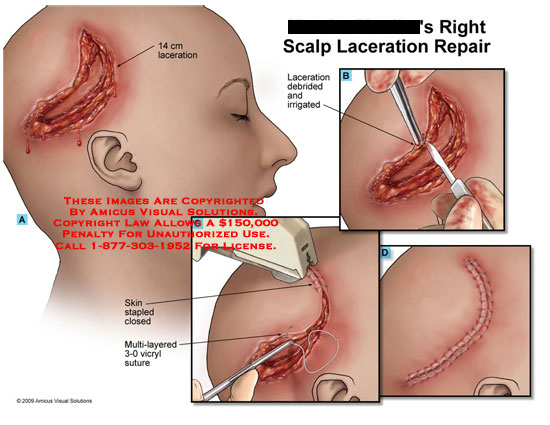 's Right
Scalp Laceration Repair
14 cm
laceration
Laceration
debrided
and
irrigated
B
These Images Are Copyrighted
By Amicus Visual Solutions.
Copyright Law Allows A $150,000
Penalty For Unauthorized Use.
Call 1-877-303-1952 For License.
A
C
D
Skin
stapled
closed
Multi-layered
3-0 vicryl
suture
© 2009 Amicus Visual Solutions